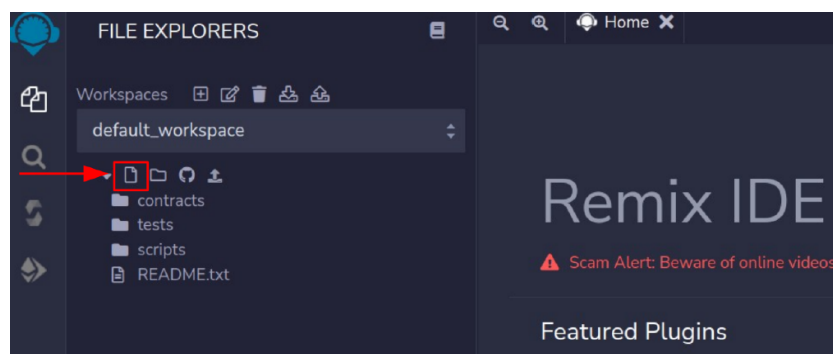 FILE EXPLORERS
Home
Workspaces
default_workspace
contracts
tests
scripts
README.txt
Remix IDE
Scam Alert: Beware of online videos
Featured Plugins